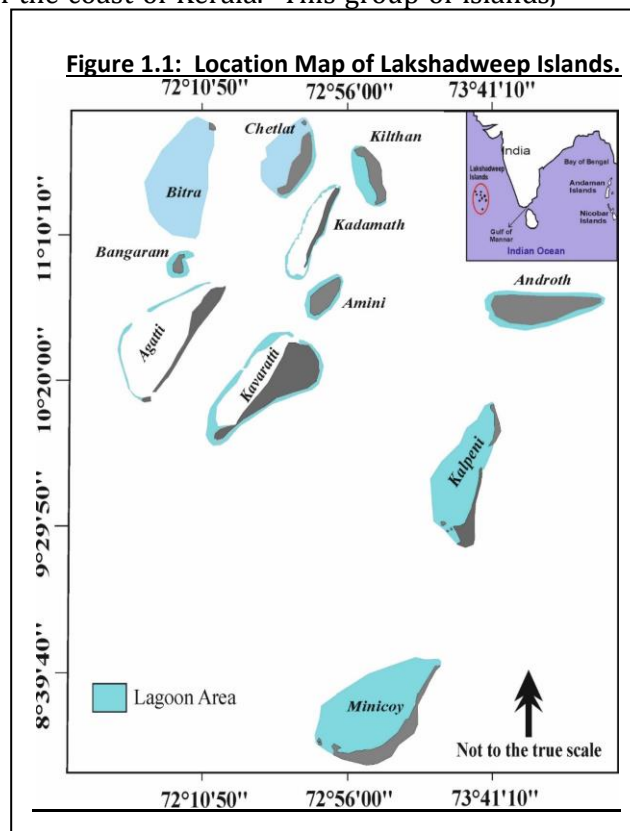 the coast of Kerala. This group of islands,
Figure 1.1: Location Map of Lakshadweep Islands.
72°10'50'' 72°56'00'' 73°41'10''
Chetlat
Kilthan
Bitra
India
Bay of Bengal
Lakshadweep
Islands
Andaman
Islands
Nicobar
Islands
Gulf of
Mannar
Indian Ocean
11°10'10''
Kadamath
Bangaram
Androth
Amini
Agatti
Kavaratti
10°20'00''
Kalpeni
9°29'50''
8°39'40''
Lagoon Area
Minicoy
Not to the true scale
72°10'50'' 72°56'00'' 73°41'10''